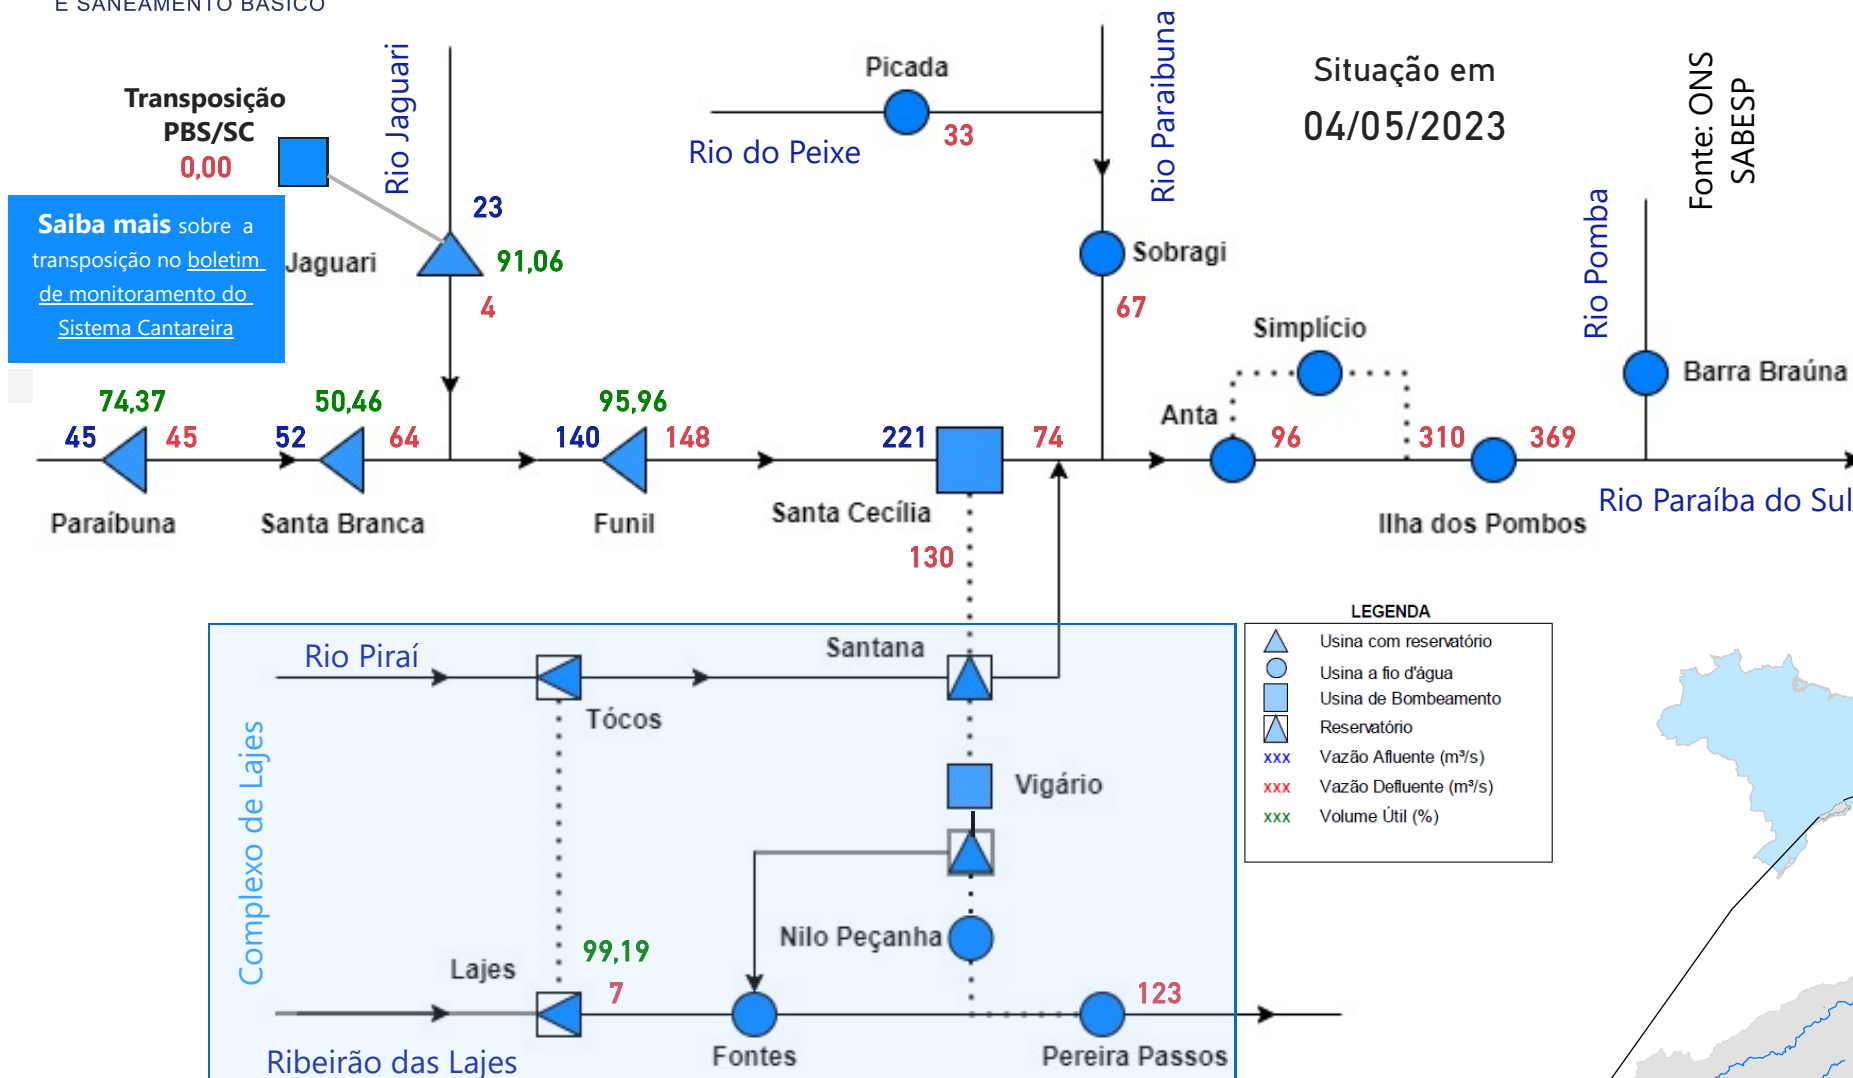 E SANEAMENTO BÁSICO
Transposição
PBS/SC
0,00
Rio Jaguari
Saiba mais sobre a
transposição no boletim
de monitoramento do
Sistema Cantareira
23
Jaguari
91,06
4
Picada
33
Rio do Peixe
Rio Paraibuna
Situação em
04/05/2023
Fonte: ONS
SABESP
Sobragi
67
Rio Pomba
Simplício
Barra Braúna
74,37
45
45
Paraíbuna
50,46
52
64
Santa Branca
95,96
140
148
Funil
221
74
Santa Cecília
130
Anta
96
310
369
Ilha dos Pombos
Rio Paraíba do Sul
Complexo de Lajes
Rio Piraí
Tócos
Santana
Vigário
Nilo Peçanha
Lajes
99,19
7
Ribeirão das Lajes
Fontes
123
Pereira Passos
LEGENDA
Usina com reservatório
Usina a fio d'água
Usina de Bombeamento
Reservatório
xxx Vazão Afluente (m³/s)
xxx Vazão Defluente (m³/s)
xxx Volume Útil (%)